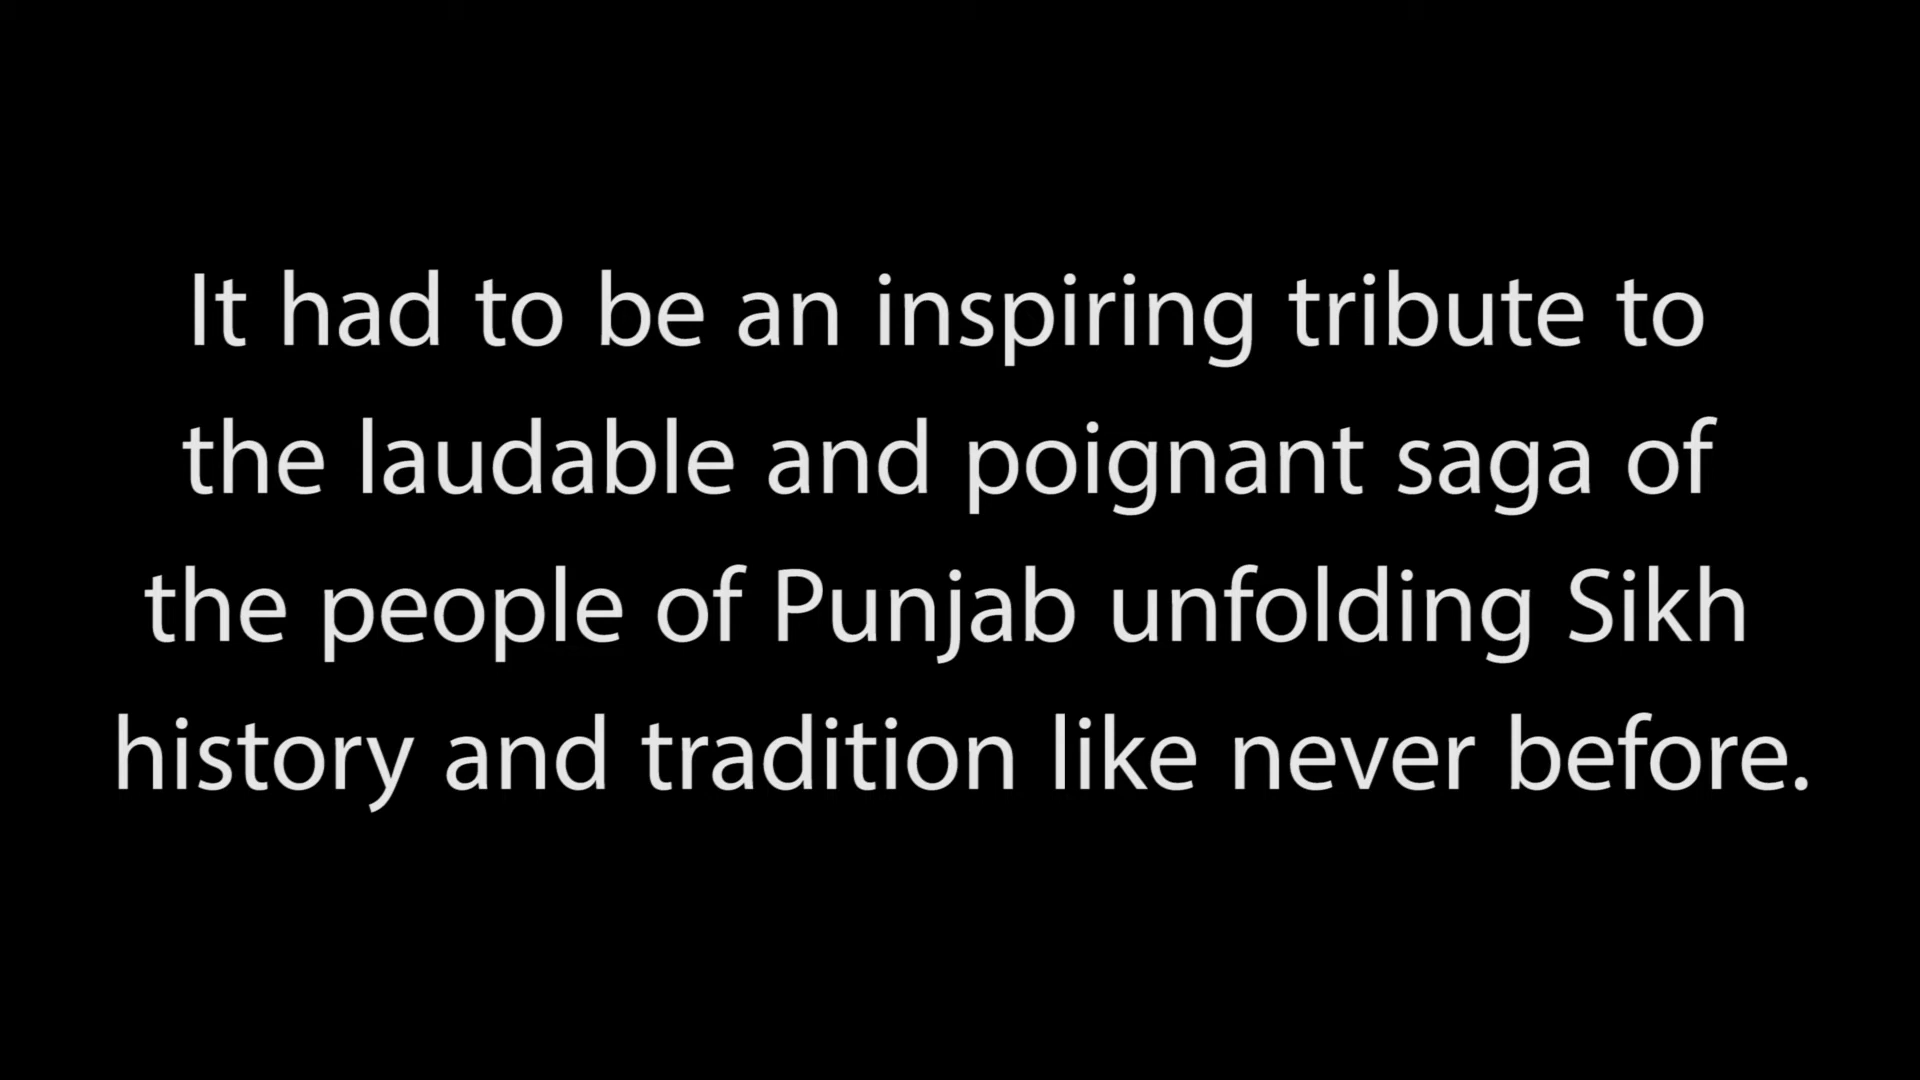 It had to be an inspiring tribute to
the laudable and poignant saga of
the people of Punjab unfolding Sikh
history and tradition like never before.